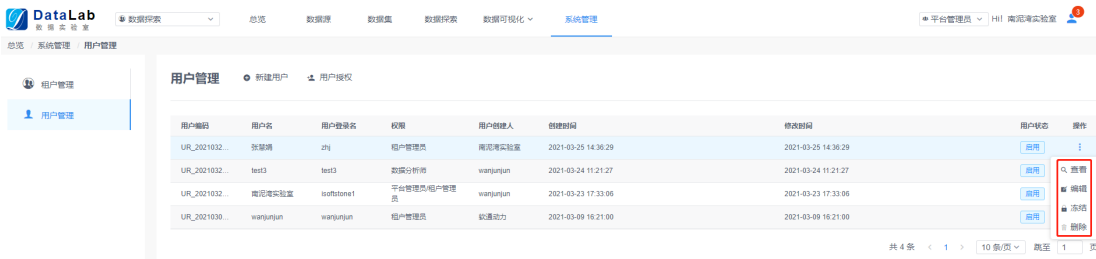 DataLab
数据实验室
数据探索
总览
数据源
数据集
数据探索
数据可视化
系统管理
平台管理员
Hi! 南泥湾实验室
3
总览 / 系统管理 / 用户管理
租户管理
用户管理
用户管理
新建用户
用户授权
用户编码 用户名 用户登录名 权限 用户创建人 创建时间 修改时间 用户状态 操作
UR_2021032... 张慧娟 zhj 租户管理员 南泥湾实验室 2021-03-25 14:36:29 2021-03-25 14:36:29 启用
UR_2021032... test3 test3 数据分析师 wanjunjun 2021-03-24 11:21:27 2021-03-24 11:21:27 启用
UR_2021032... 南泥湾实验室 isoftstone1 平台管理员/租户管理员 wanjunjun 2021-03-23 17:33:06 2021-03-23 17:33:06 启用
UR_2021030... wanjunjun wanjunjun 租户管理员 软通动力 2021-03-09 16:21:00 2021-03-09 16:21:00 启用
查看
编辑
冻结
删除
共 4 条 < 1 > 10 条/页 跳至 1 页